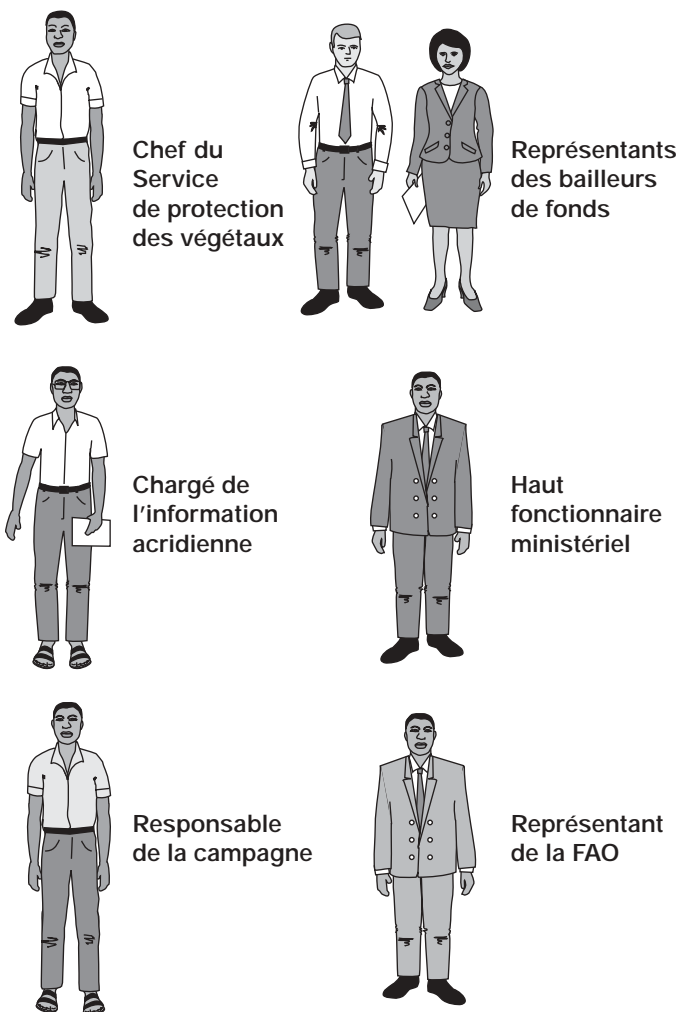 Chef du
Service
de protection
des végétaux
Représentants
des bailleurs
de fonds
Chargé de
l'information
acridienne
Haut
fonctionnaire
ministériel
Responsable
de la campagne
Représentant
de la FAO